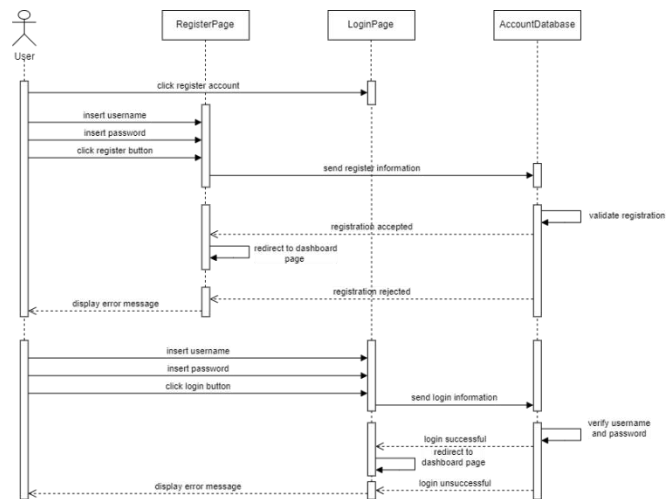 RegisterPage
LoginPage
AccountDatabase
User
click register account
insert username
insert password
click register button
send register information
validate registration
registration accepted
redirect to dashboard
page
registration rejected
display error message
insert username
insert password
click login button
send login information
verify username
and password
login successful
redirect to
dashboard page
login unsuccessful
display error message